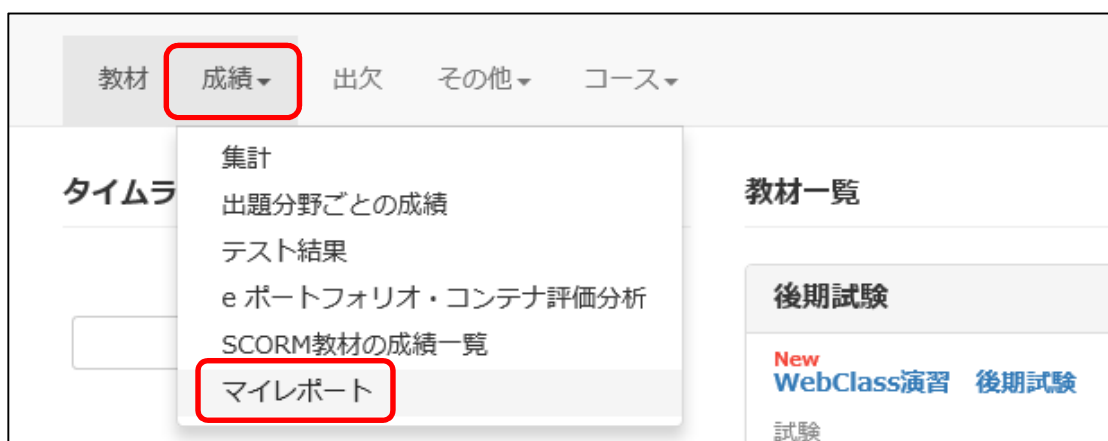 教材 成績 出欠 その他 コース
集計
出題分野ごとの成績
テスト結果
e ポートフォリオ・コンテナ評価分析
SCORM教材の成績一覧
マイレポート
タイムラ
教材一覧
後期試験
New
WebClass演習 後期試験
試験